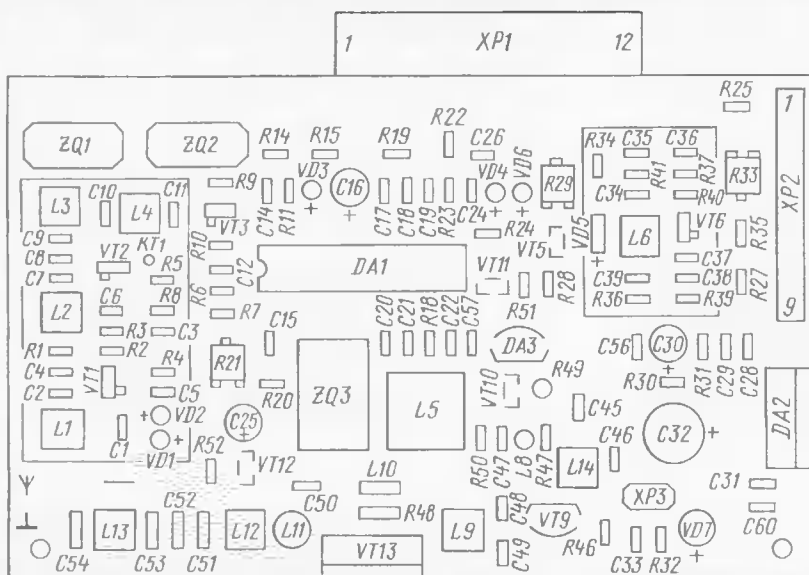 1 XP1 12
R25
1
ZQ1 ZQ2 R14 R15 R19 R22 C26 R34 C35 C36
VD3 VD4 VD6 R41 R37 R33 XP2
R9 C16 R29
L3 C10 L4 C11 VT3 C14 R11 C17 C18 C19 R23 C24 C34 R40
C9 VT2 KT1 R10 R24 VT5 VD5 L6 VT6 R35
C8 R5 C12 DA1 VT11 R28 C37
C7 R6 C39 C38 R27
L2 C6 R8 R7 R51 R36 R39 9
R3 C3 C15 C20 C21 R18 C22 C57
R1 R2 R21 DA3 C56 C30 R31 C29 C28
C4 VT1 R4 R20 ZQ3 L5 VT10 R49 R30
C2 C5 C45 DA2
L1 C1 VD2 C25 C32
VD1 R52 VT12 R50 C47 L8 R47 L14 C46
L10 C31
C52 C50 R48 C48 XP3
L13 L12 L11 L9 VT9 VD7 C60
C54 C53 C51 VT13 C49 R46 C33 R32